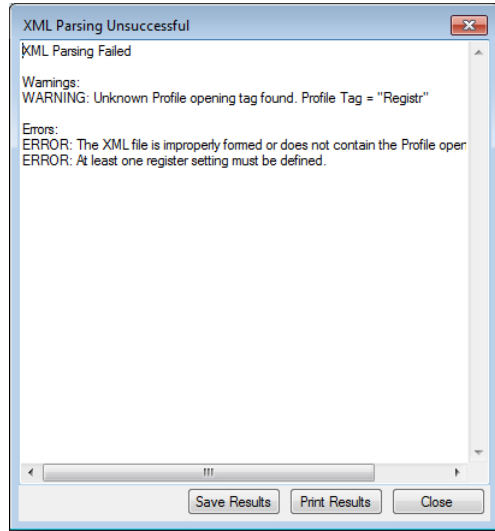 XML Parsing Unsuccessful
XML Parsing Failed
Warnings:
WARNING: Unknown Profile opening tag found. Profile Tag = "Registr"
Errors:
ERROR: The XML file is improperly formed or does not contain the Profile oper
ERROR: At least one register setting must be defined.
Save Results
Print Results
Close